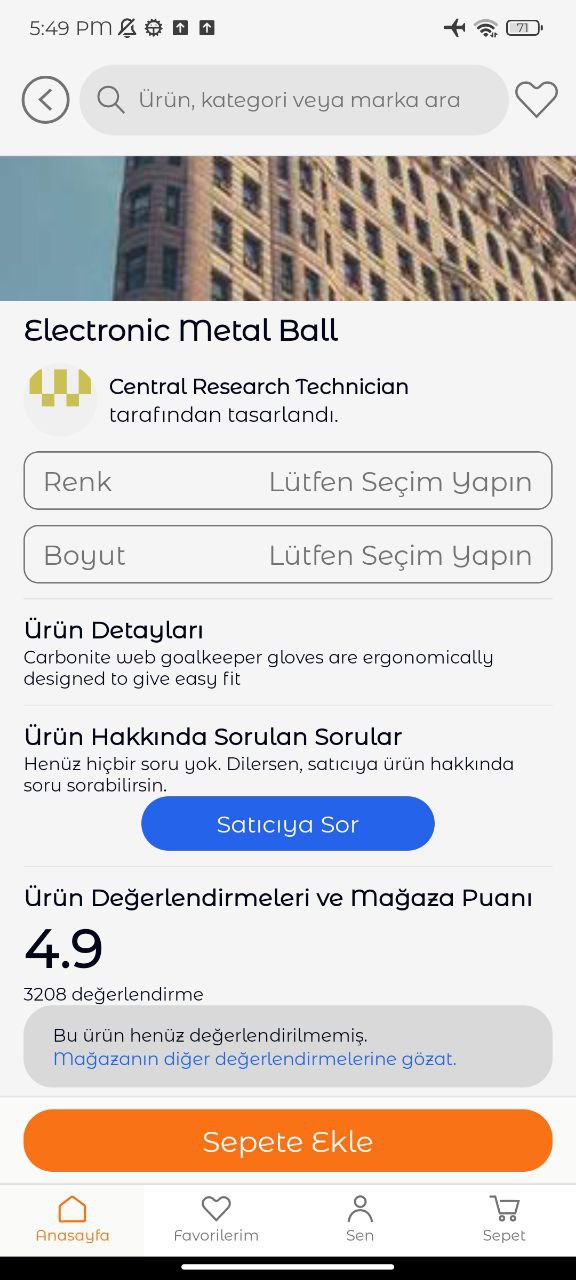 5:49 PM
71
Ürün, kategori veya marka ara
Electronic Metal Ball
Central Research Technician
tarafından tasarlandı.
Renk Lütfen Seçim Yapın
Boyut Lütfen Seçim Yapın
Ürün Detayları
Carbonite web goalkeeper gloves are ergonomically
designed to give easy fit
Ürün Hakkında Sorulan Sorular
Henüz hiçbir soru yok. Dilersen, satıcıya ürün hakkında
soru sorabilirsin.
Satıcıya Sor
Ürün Değerlendirmeleri ve Mağaza Puanı
4.9
3208 değerlendirme
Bu ürün henüz değerlendirilmemiş.
Mağazanın diğer değerlendirmelerine gözat.
Sepete Ekle
Anasayfa Favorilerim Sen Sepet